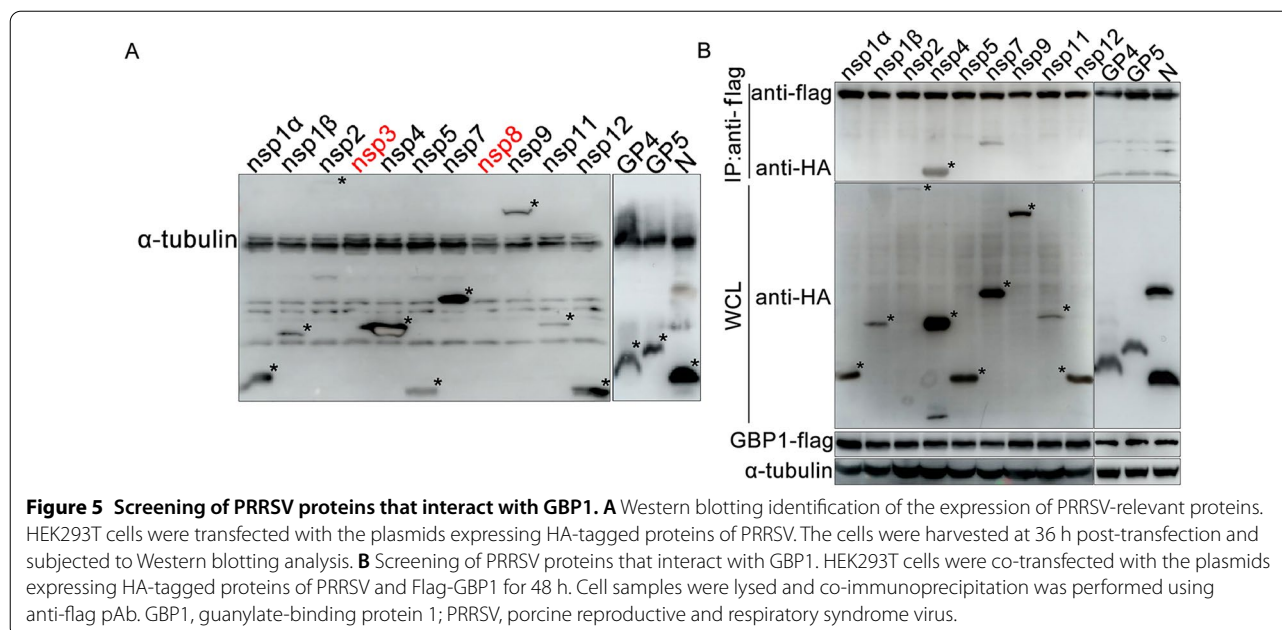 A
nsp1α nsp1β nsp2 nsp3 nsp4 nsp5 nsp7 nsp8 nsp9 nsp11 nsp12 GP4 GP5 N
*
*
α-tubulin
*
* * * * *
* * * * *
B
nsp1α nsp1β nsp2 nsp4 nsp5 nsp7 nsp9 nsp11 nsp12 GP4 GP5 N
IP:anti-flag
anti-flag
anti-HA *
WCL
* *
anti-HA *
* * *
* * *
GBP1-flag
α-tubulin
Figure 5 Screening of PRRSV proteins that interact with GBP1. A Western blotting identification of the expression of PRRSV-relevant proteins.
HEK293T cells were transfected with the plasmids expressing HA-tagged proteins of PRRSV. The cells were harvested at 36 h post-transfection and
subjected to Western blotting analysis. B Screening of PRRSV proteins that interact with GBP1. HEK293T cells were co-transfected with the plasmids
expressing HA-tagged proteins of PRRSV and Flag-GBP1 for 48 h. Cell samples were lysed and co-immunoprecipitation was performed using
anti-flag pAb. GBP1, guanylate-binding protein 1; PRRSV, porcine reproductive and respiratory syndrome virus.